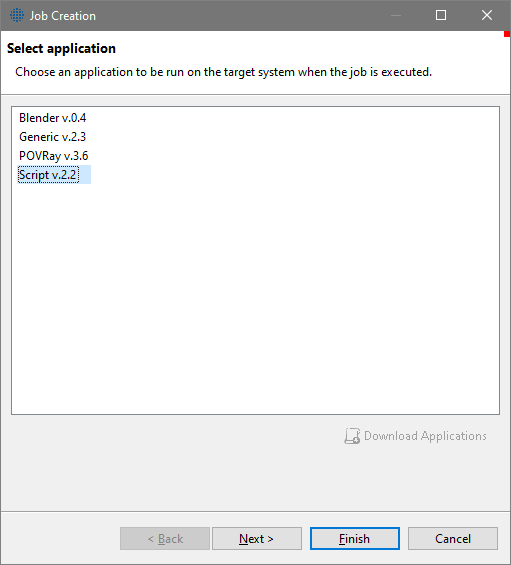 Job Creation
Select application
Choose an application to be run on the target system when the job is executed.
Blender v.0.4
Generic v.2.3
POVRay v.3.6
Script v.2.2
Download Applications
< Back
Next >
Finish
Cancel